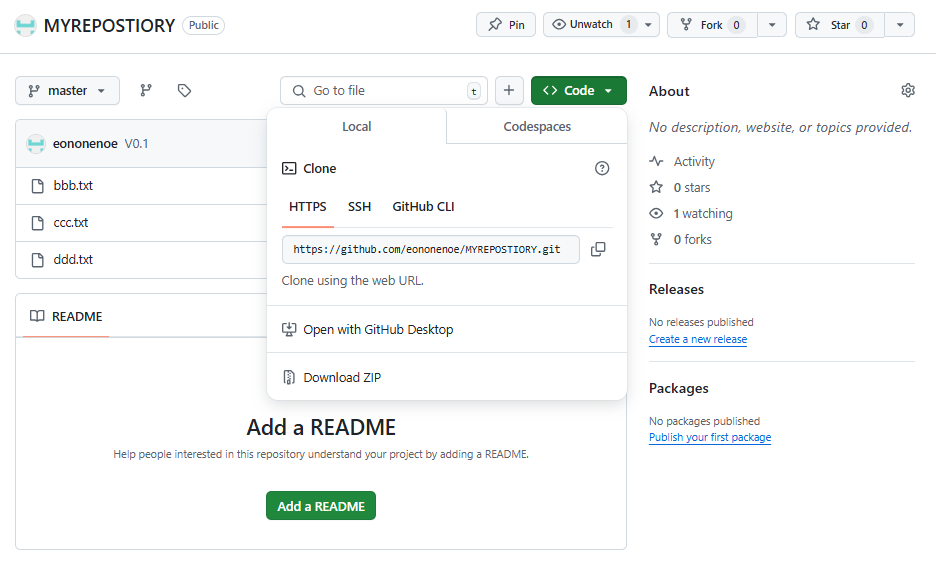 MYREPOSTIORY Public Pin Unwatch 1 Fork 0 Star 0
master Go to file t + Code
eononenoe V0.1
bbb.txt
ccc.txt
ddd.txt
README
Add a README
Help people interested in this repository understand your project by adding a README.
Add a README
Local Codespaces
Clone
HTTPS SSH GitHub CLI
https://github.com/eononenoe/MYREPOSTIORY.git
Clone using the web URL.
Open with GitHub Desktop
Download ZIP
About
No description, website, or topics provided.
Activity
0 stars
1 watching
0 forks
Releases
No releases published
Create a new release
Packages
No packages published
Publish your first package